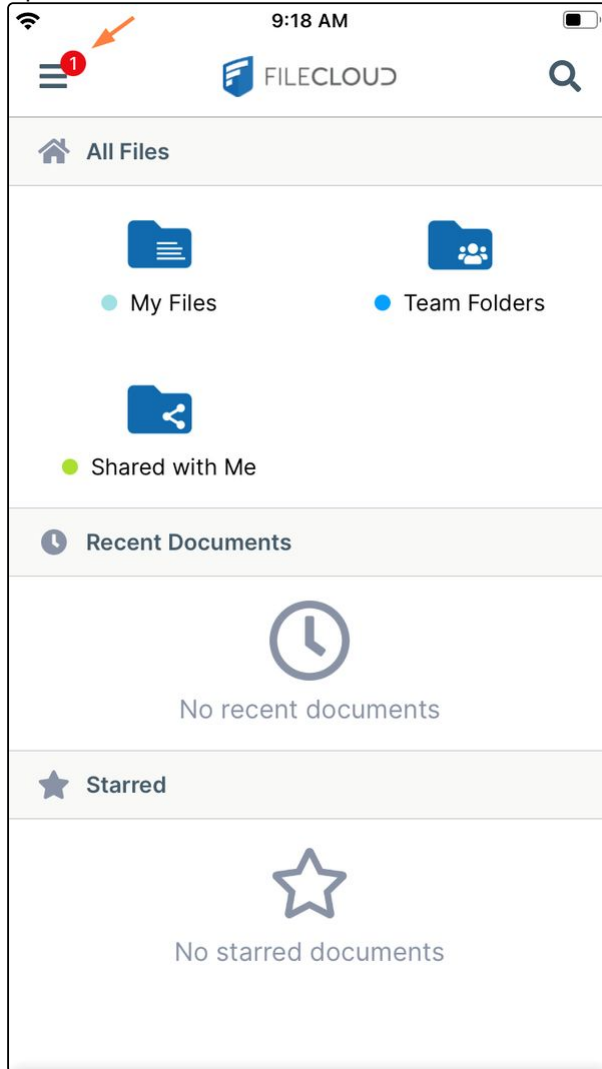 9:18 AM
1
FILECLOUD
All Files
My Files
Team Folders
Shared with Me
Recent Documents
No recent documents
Starred
No starred documents